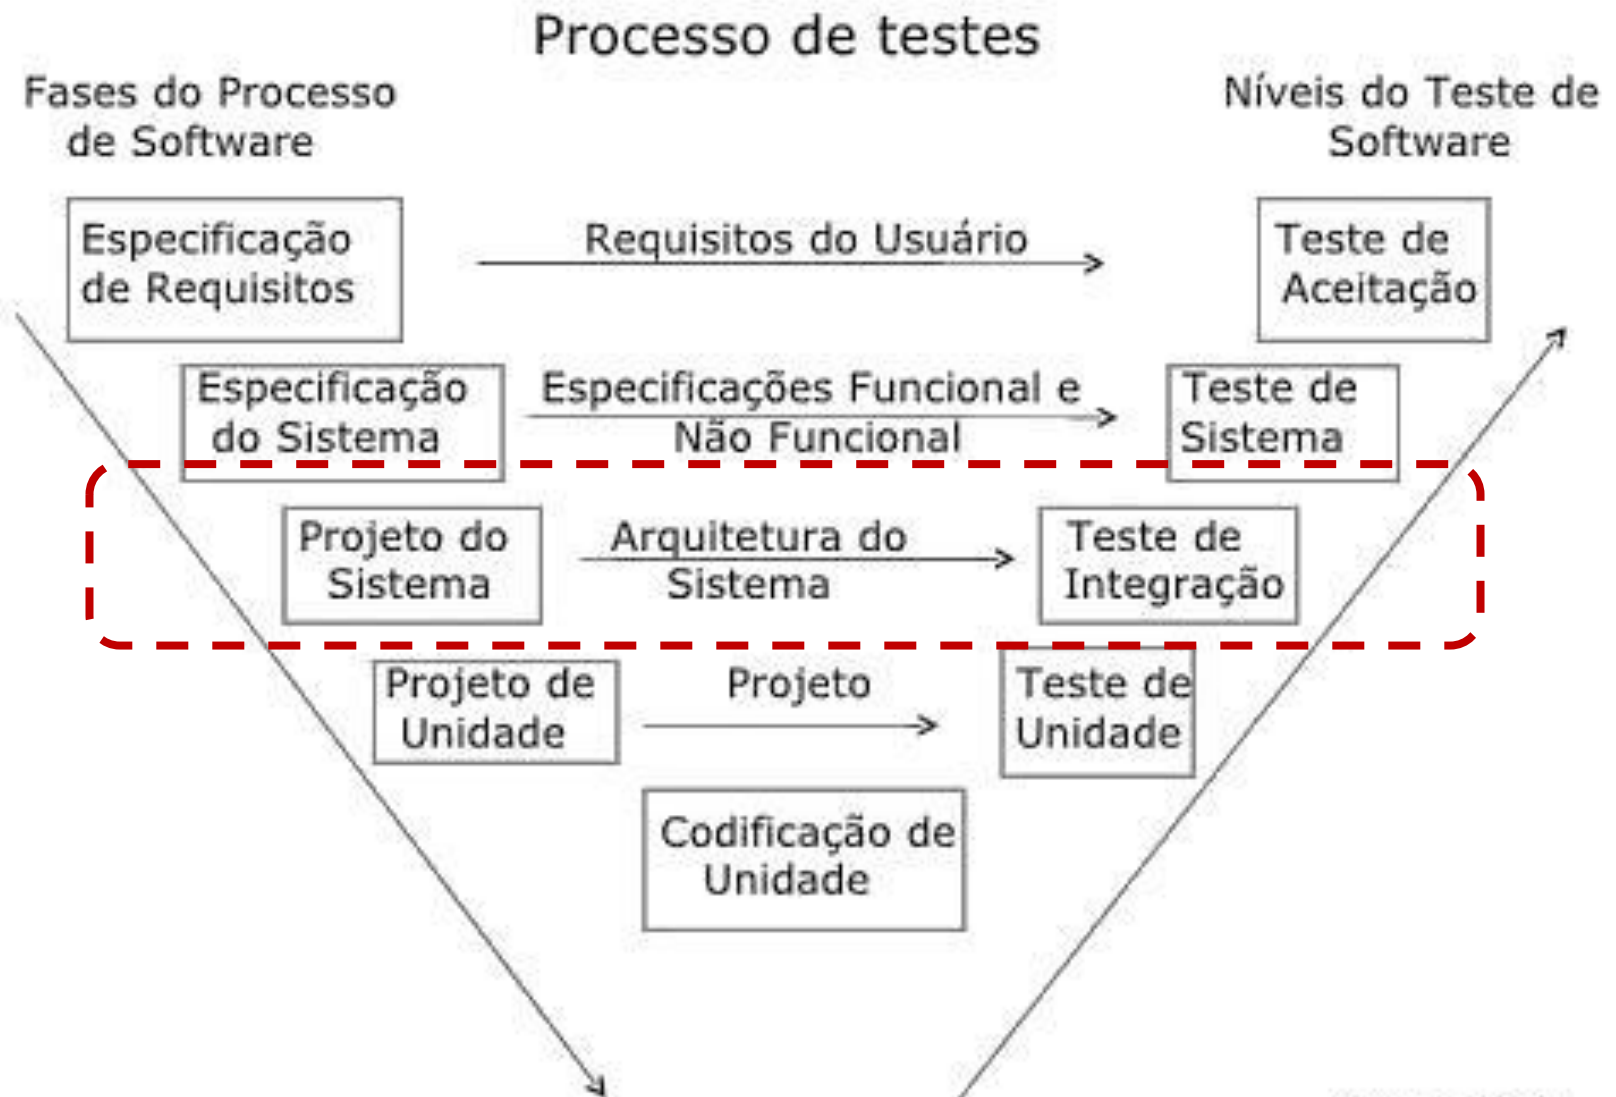 Processo de testes
Fases do Processo
de Software
Níveis do Teste de
Software
Especificação
de Requisitos
Requisitos do Usuário
Teste de
Aceitação
Especificação
do Sistema
Especificações Funcional e
Não Funcional
Teste de
Sistema
Projeto do
Sistema
Arquitetura do
Sistema
Teste de
Integração
Projeto de
Unidade
Projeto
Teste de
Unidade
Codificação de
Unidade